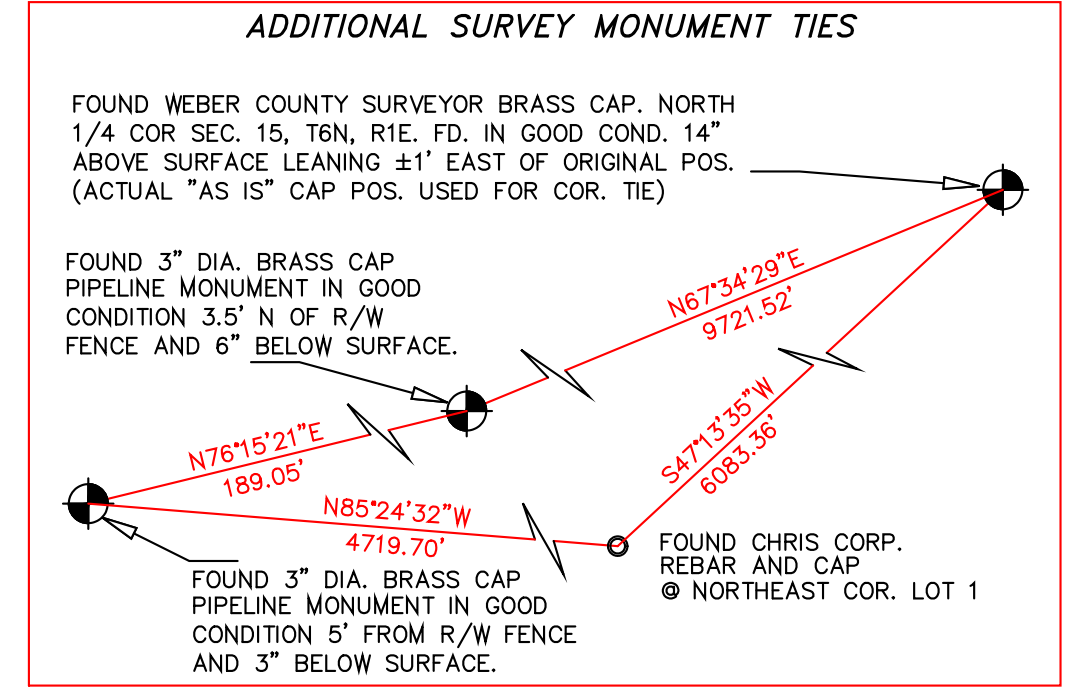 ADDITIONAL SURVEY MONUMENT TIES
FOUND WEBER COUNTY SURVEYOR BRASS CAP. NORTH
1/4 COR SEC. 15, T6N, R1E. FD. IN GOOD COND. 14"
ABOVE SURFACE LEANING ±1' EAST OF ORIGINAL POS.
(ACTUAL "AS IS" CAP POS. USED FOR COR. TIE)
FOUND 3" DIA. BRASS CAP
PIPELINE MONUMENT IN GOOD
CONDITION 3.5' N OF R/W
FENCE AND 6" BELOW SURFACE.
N67°34'29"E
9721.52'
S47°13'35"W
6083.36'
N76°15'21"E
189.05'
N85°24'32"W
4719.70'
FOUND CHRIS CORP.
REBAR AND CAP
@ NORTHEAST COR. LOT 1
FOUND 3" DIA. BRASS CAP
PIPELINE MONUMENT IN GOOD
CONDITION 5' FROM R/W FENCE
AND 3" BELOW SURFACE.